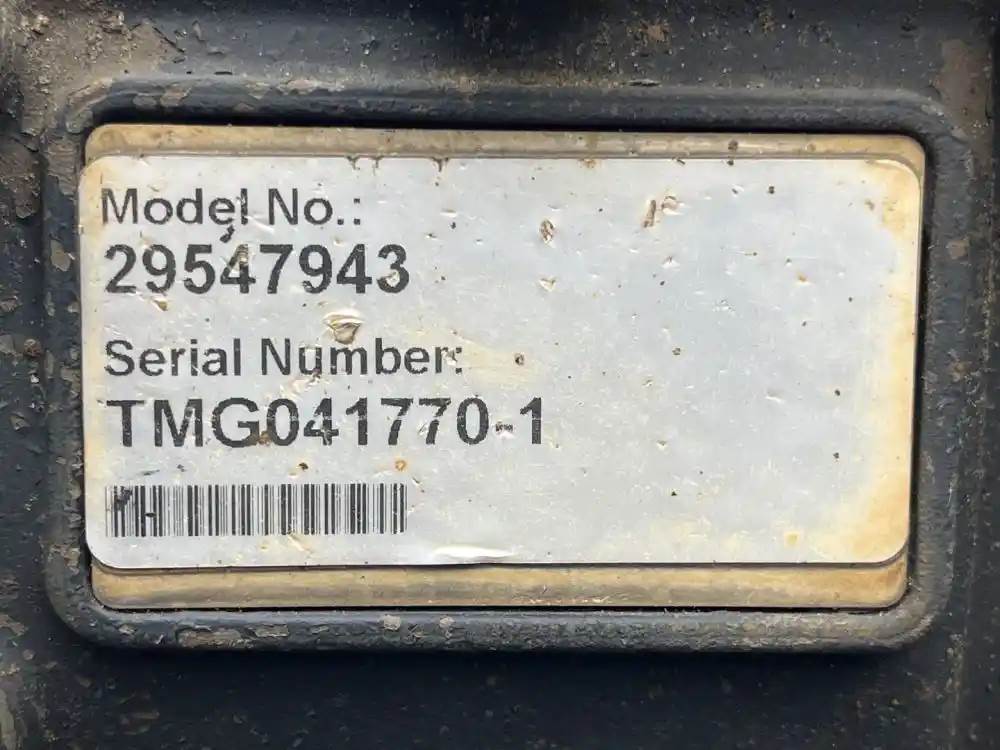 Model No.:
29547943
Serial Number:
TMG041770-1